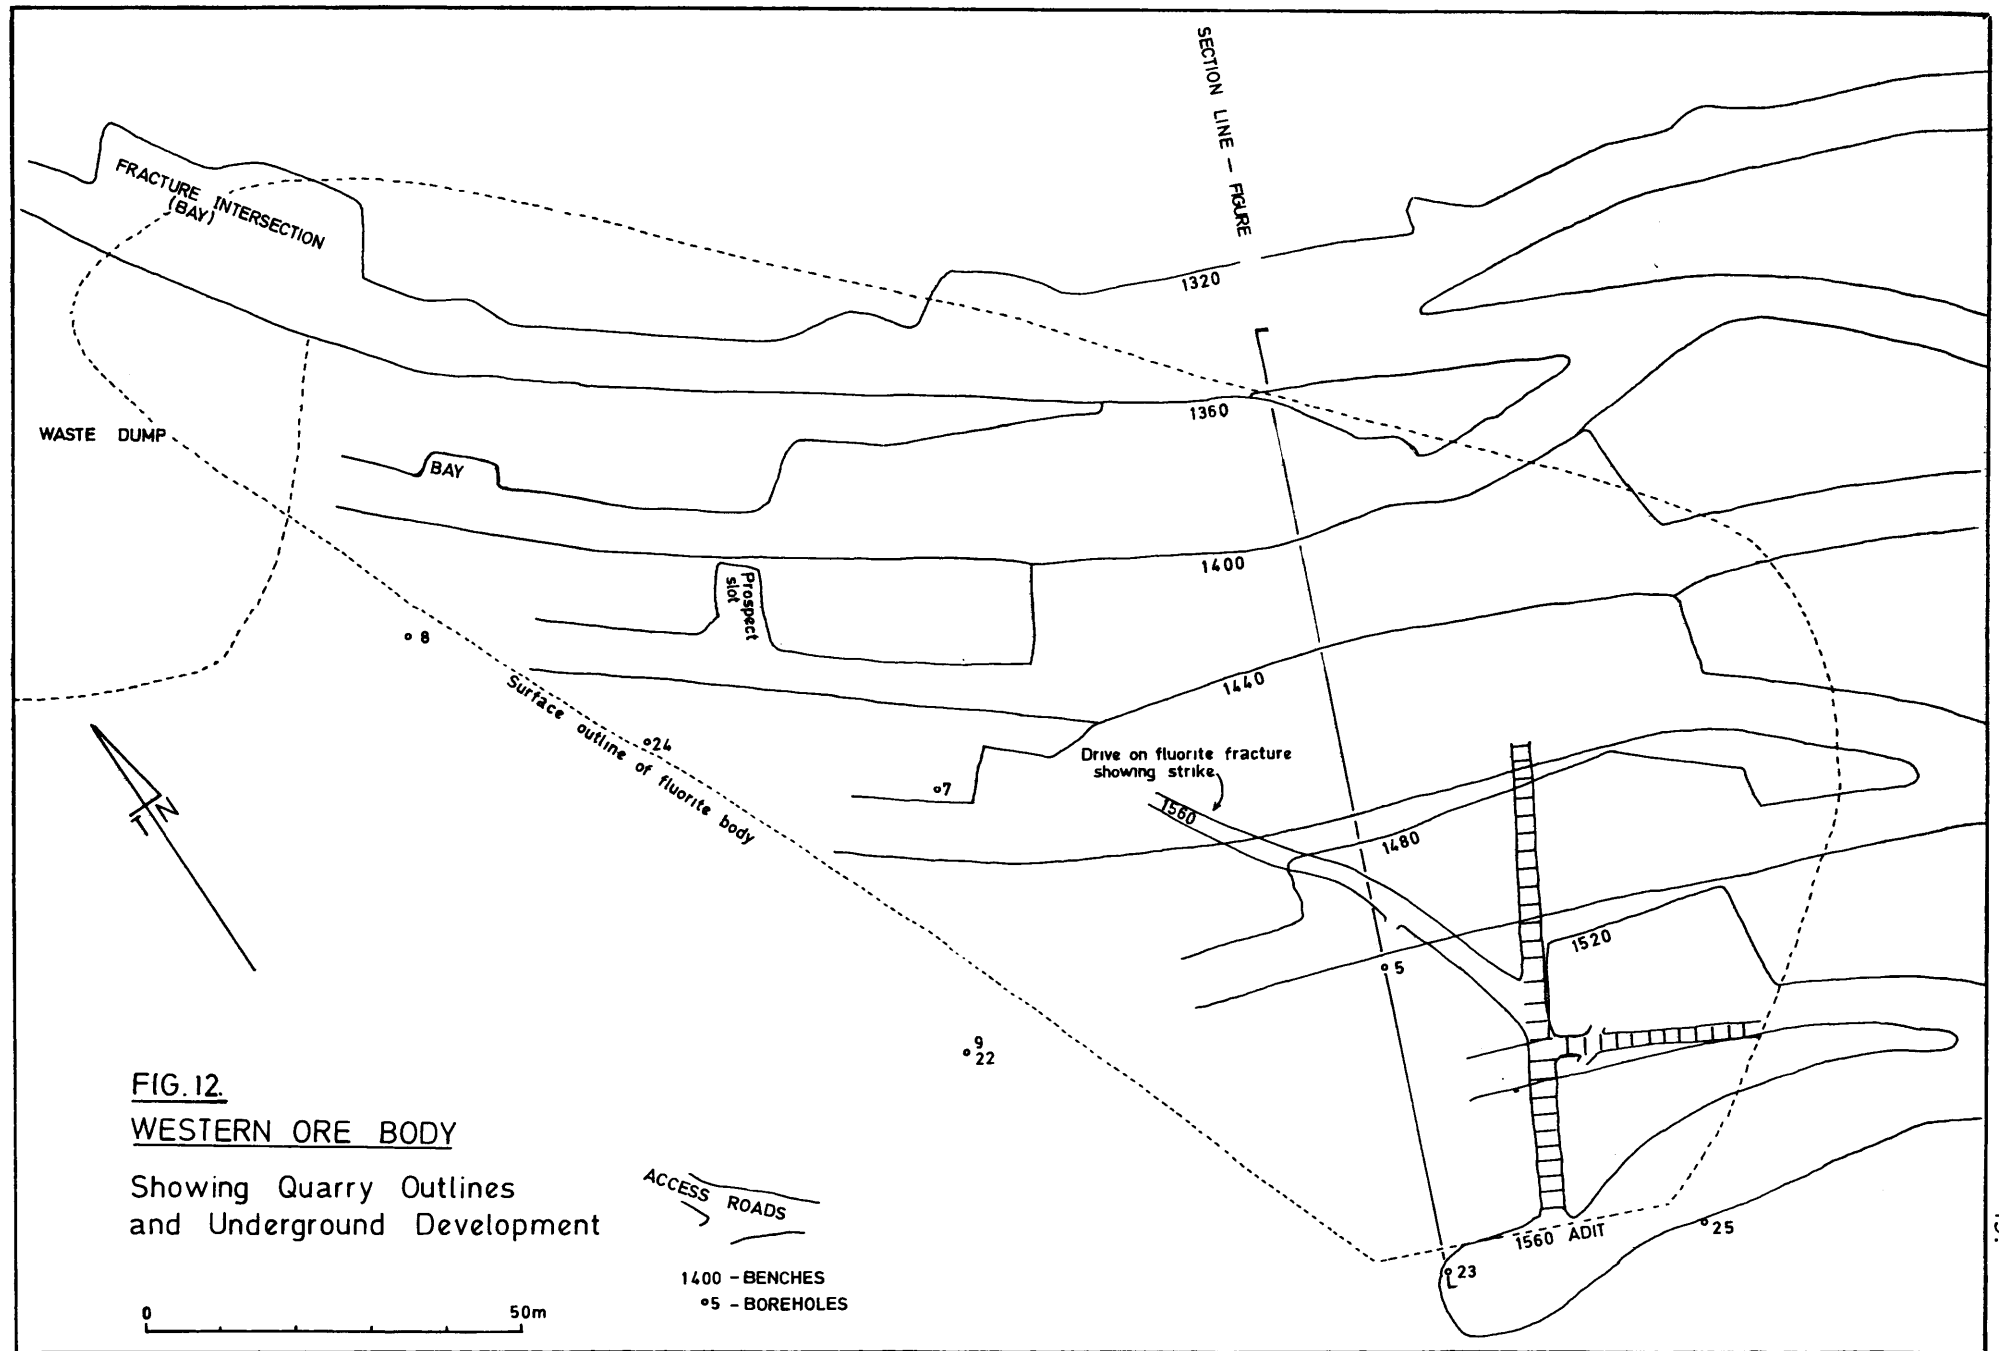 SECTION LINE — FIGURE
FRACTURE INTERSECTION
(BAY)
1320
1360
WASTE DUMP
BAY
1400
Prospect
slot
8
1440
Surface outline of fluorite body
24
7
Drive on fluorite fracture
showing strike
1560
1480
1520
5
T N
9
22
FIG. 12.
WESTERN ORE BODY
Showing Quarry Outlines
and Underground Development
ACCESS ROADS
1400 - BENCHES
5 - BOREHOLES
0 50m
1560 ADIT
25
23